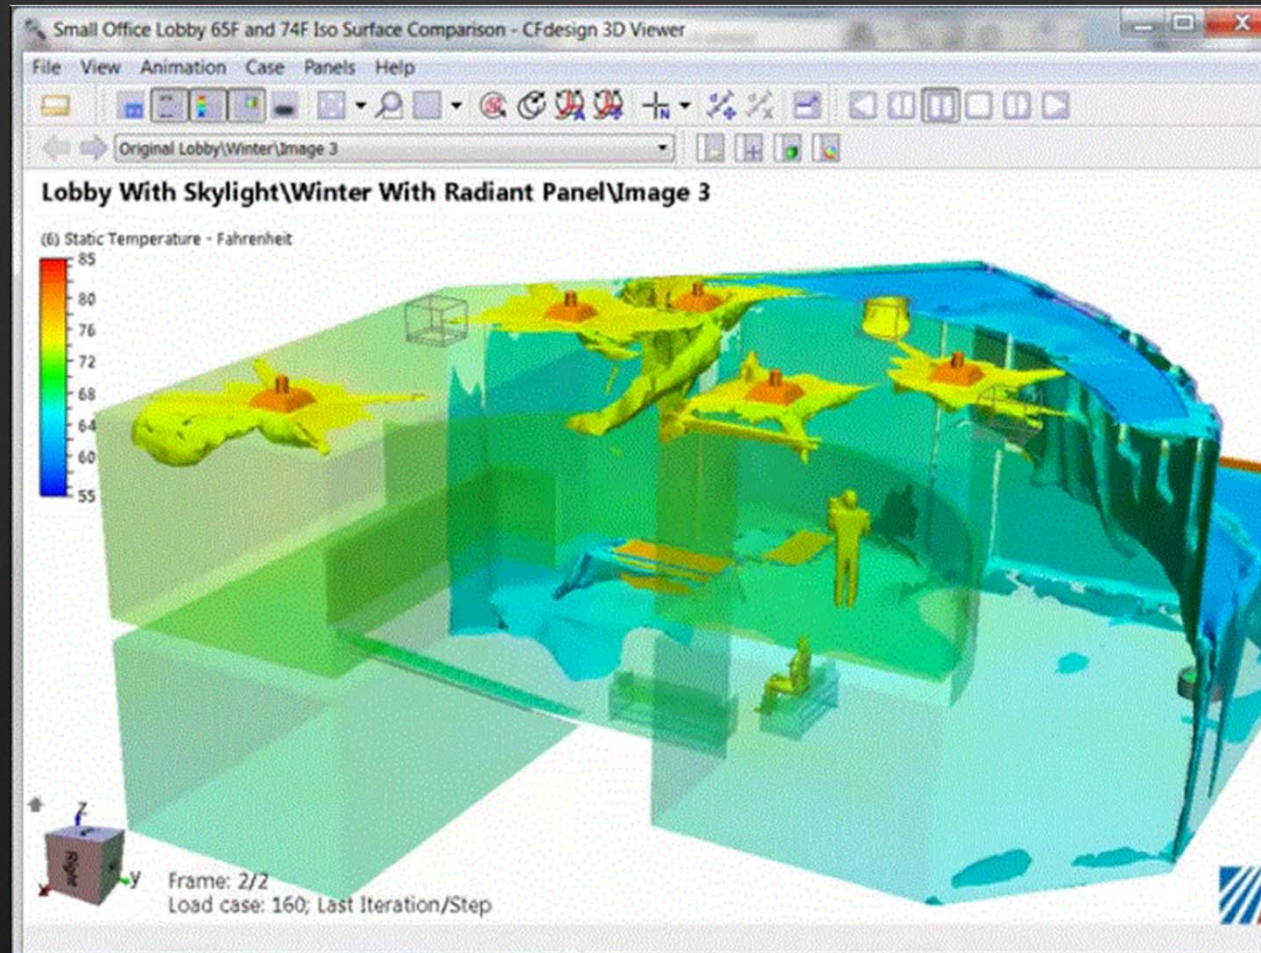 Small Office Lobby 65F and 74F Iso Surface Comparison - CFdesign 3D Viewer
File View Animation Case Panels Help
Original Lobby\Winter\Image 3
Lobby With Skylight\Winter With Radiant Panel\Image 3
(6) Static Temperature - Fahrenheit
85
80
76
72
68
64
60
55
Z
Right
X
y
Frame: 2/2
Load case: 160; Last Iteration/Step